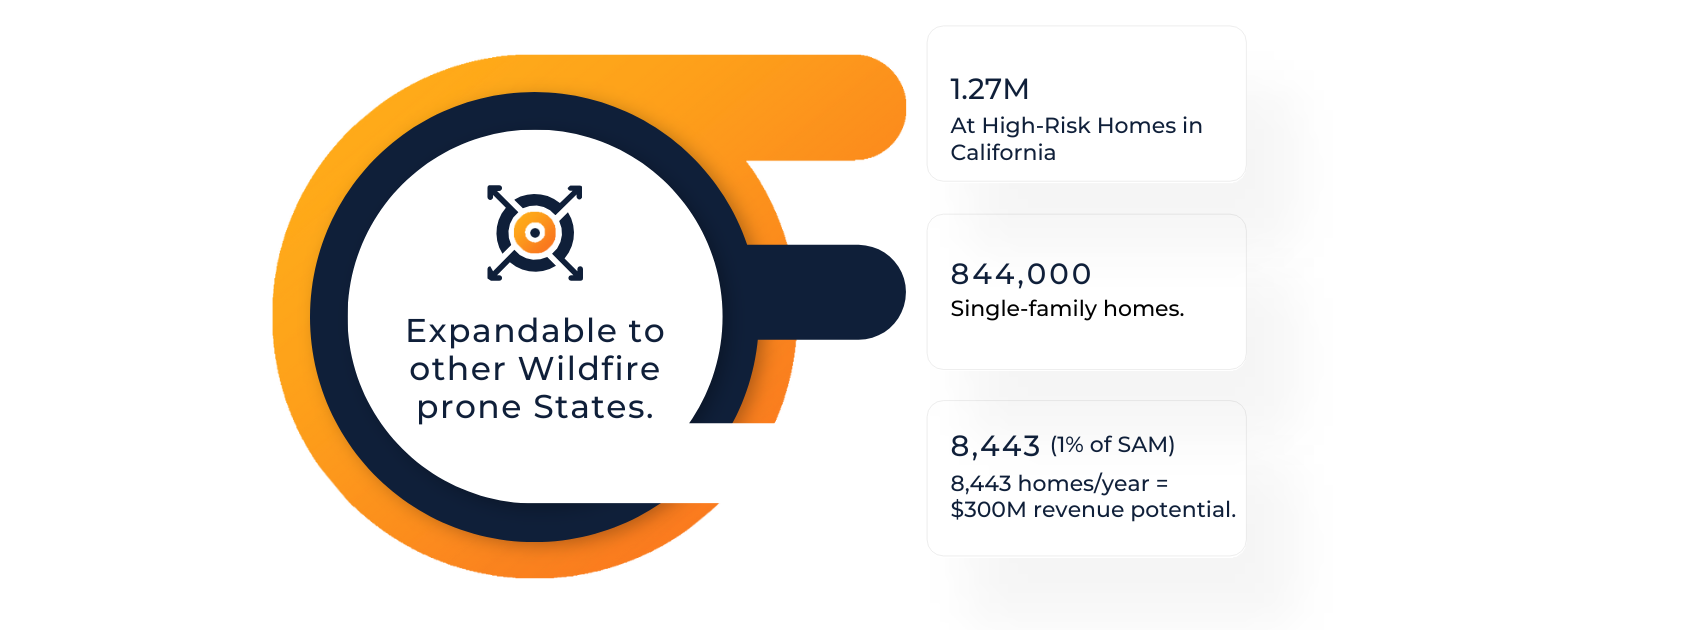 Expandable to
other Wildfire
prone States.
1.27M
At High-Risk Homes in
California
844,000
Single-family homes.
8,443 (1% of SAM)
8,443 homes/year =
$300M revenue potential.